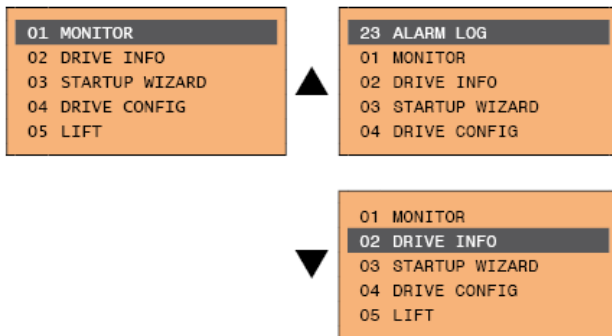 01 MONITOR
02 DRIVE INFO
03 STARTUP WIZARD
04 DRIVE CONFIG
05 LIFT
23 ALARM LOG
01 MONITOR
02 DRIVE INFO
03 STARTUP WIZARD
04 DRIVE CONFIG
01 MONITOR
02 DRIVE INFO
03 STARTUP WIZARD
04 DRIVE CONFIG
05 LIFT